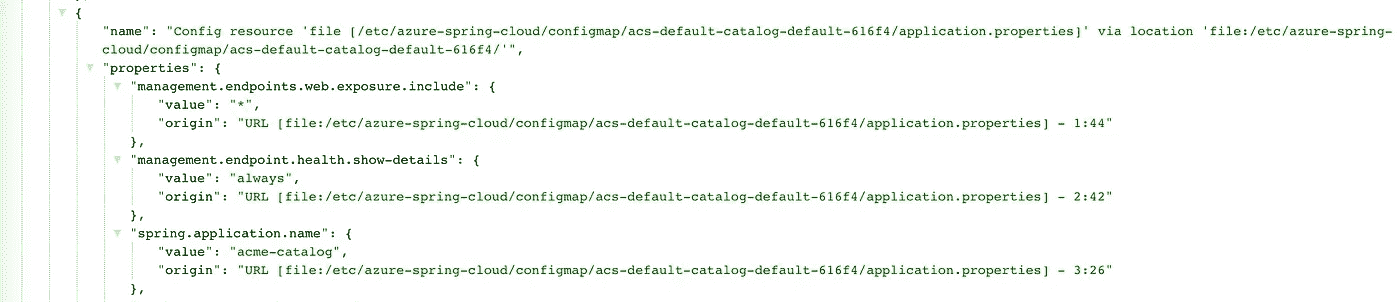 {
"name": "Config resource 'file [/etc/azure-spring-cloud/configmap/acs-default-catalog-default-616f4/application.properties]' via location 'file:/etc/azure-spring-
cloud/configmap/acs-default-catalog-default-616f4/'",
"properties": {
"management.endpoints.web.exposure.include": {
"value": "*",
"origin": "URL [file:/etc/azure-spring-cloud/configmap/acs-default-catalog-default-616f4/application.properties] - 1:44"
},
"management.endpoint.health.show-details": {
"value": "always",
"origin": "URL [file:/etc/azure-spring-cloud/configmap/acs-default-catalog-default-616f4/application.properties] - 2:42"
},
"spring.application.name": {
"value": "acme-catalog",
"origin": "URL [file:/etc/azure-spring-cloud/configmap/acs-default-catalog-default-616f4/application.properties] - 3:26"
},